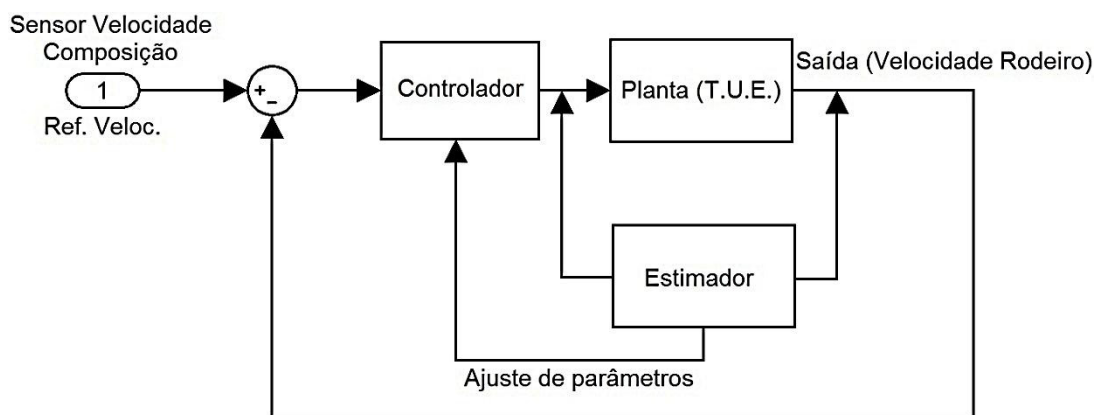 Sensor Velocidade
Composição
1
Ref. Veloc.
+
-
Controlador
Planta (T.U.E.)
Saída (Velocidade Rodeiro)
Estimador
Ajuste de parâmetros